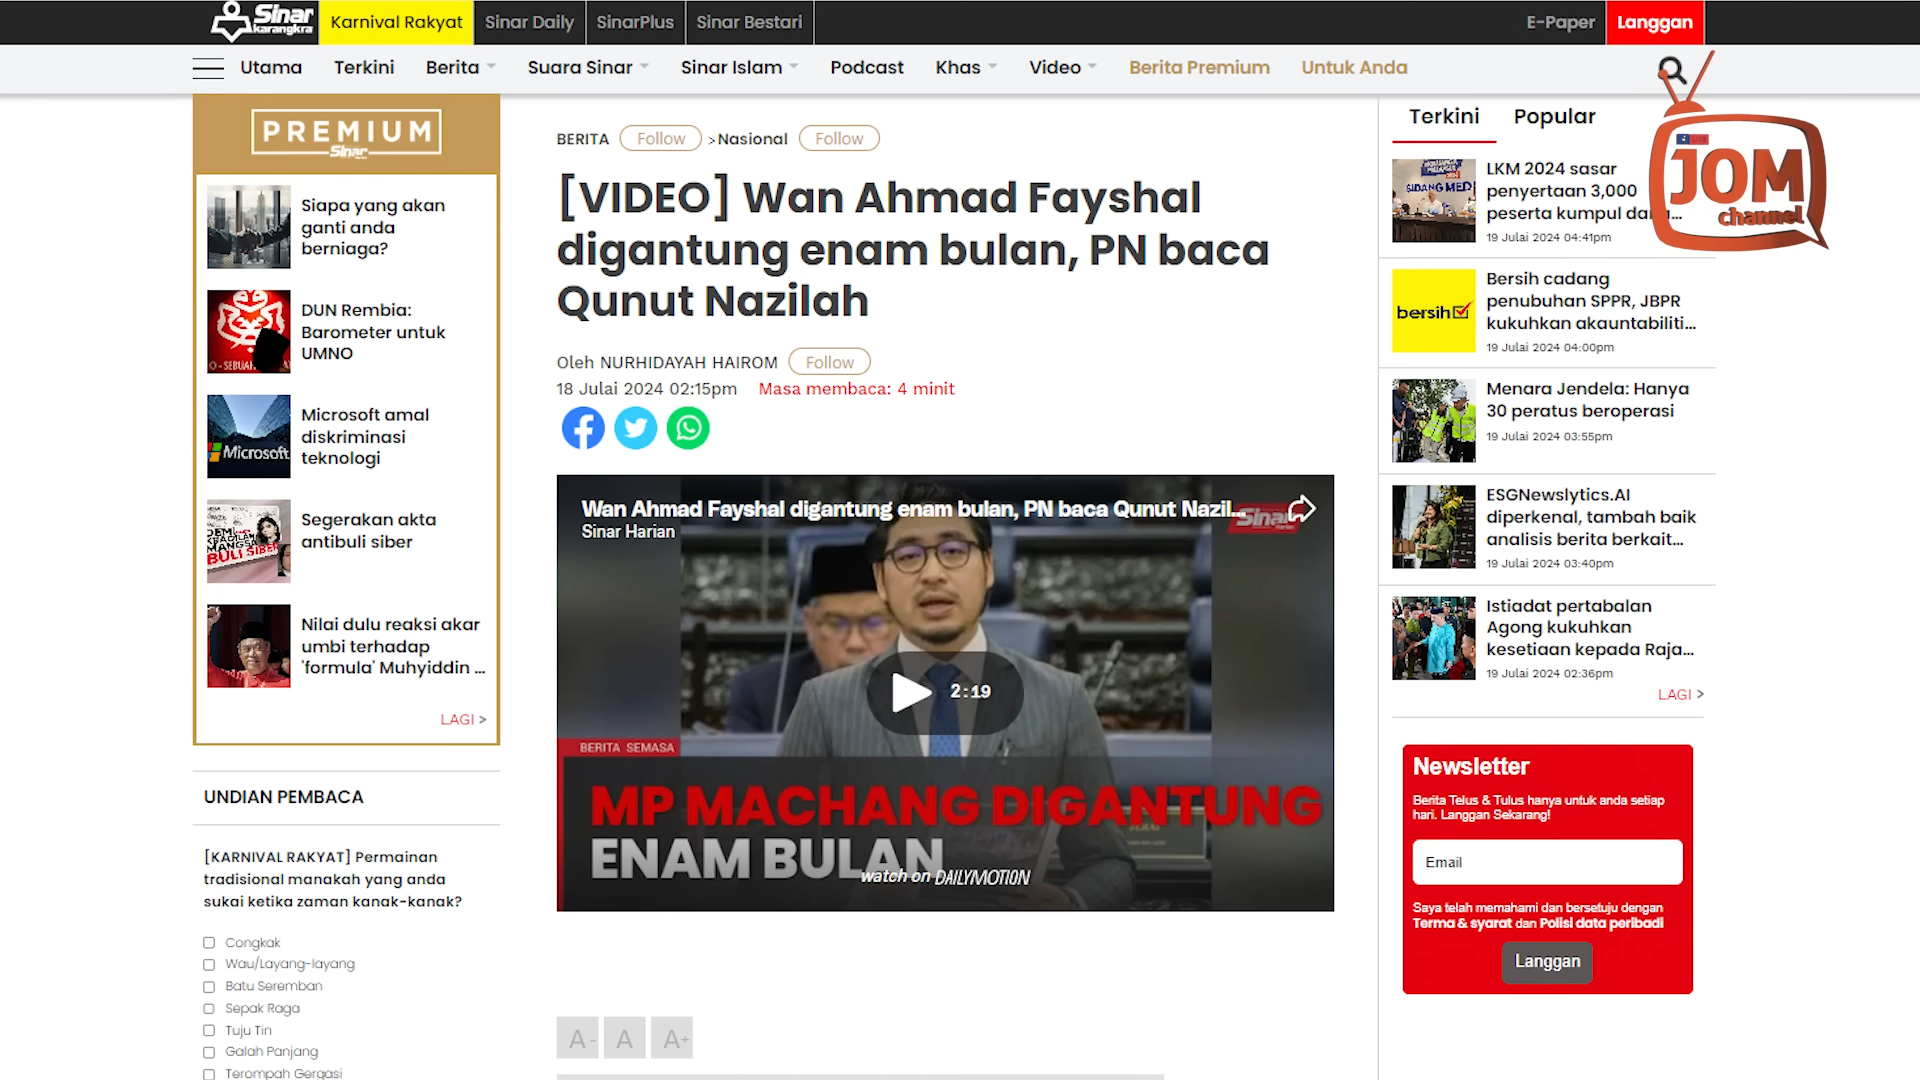 Sinar
karangkraf
Karnival Rakyat
Sinar Daily
SinarPlus
Sinar Bestari
E-Paper
Langgan
Utama
Terkini
Berita
Suara Sinar
Sinar Islam
Podcast
Khas
Video
Berita Premium
Untuk Anda
PREMIUM
Sinar
Siapa yang akan
ganti anda
berniaga?
DUN Rembia:
Barometer untuk
UMNO
Microsoft
Microsoft amal
diskriminasi
teknologi
BULI SIBER
Segerakan akta
antibuli siber
Nilai dulu reaksi akar
umbi terhadap
'formula' Muhyiddin ...
LAGI >
UNDIAN PEMBACA
[KARNIVAL RAKYAT] Permainan
tradisional manakah yang anda
sukai ketika zaman kanak-kanak?
Congkak
Wau/Layang-layang
Batu Seremban
Sepak Raga
Tuju Tin
Galah Panjang
Terompah Gergasi
BERITA Follow >Nasional Follow
[VIDEO] Wan Ahmad Fayshal
digantung enam bulan, PN baca
Qunut Nazilah
Oleh NURHIDAYAH HAIROM Follow
18 Julai 2024 02:15pm Masa membaca: 4 minit
Wan Ahmad Fayshal digantung enam bulan, PN baca Qunut Nazil...
Sinar Harian
Sinar
2:19
BERITA SEMASA
MP MACHANG DIGANTUNG
ENAM BULAN
watch on DAILYMOTION
A- A A+
Terkini
Popular
LIVE
JOM
channel
SIDANG MED
LKM 2024 sasar
penyertaan 3,000
peserta kumpul da
19 Julai 2024 04:41pm
bersih
Bersih cadang
penubuhan SPPR, JBPR
kukuhkan akauntabiliti...
19 Julai 2024 04:00pm
Menara Jendela: Hanya
30 peratus beroperasi
19 Julai 2024 03:55pm
ESGNewslytics.AI
diperkenal, tambah baik
analisis berita berkait...
19 Julai 2024 03:40pm
Istiadat pertabalan
Agong kukuhkan
kesetiaan kepada Raja...
19 Julai 2024 02:36pm
LAGI >
Newsletter
Berita Telus & Tulus hanya untuk anda setiap
hari. Langgan Sekarang!
Email
Saya telah memahami dan bersetuju dengan
Terma & syarat dan Polisi data peribadi
Langgan